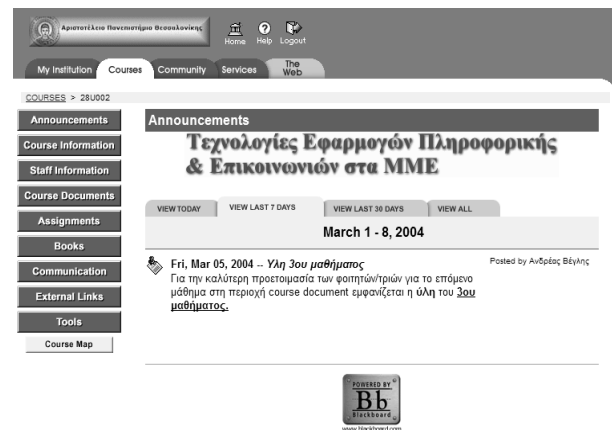 Αριστοτέλειο Πανεπιστήμιο Θεσσαλονίκης
Home Help Logout
My Institution Courses Community Services The Web
COURSES > 28U002
Announcements
Course Information
Staff Information
Course Documents
Assignments
Books
Communication
External Links
Tools
Course Map
Announcements
Τεχνολογίες Εφαρμογών Πληροφορικής
& Επικοινωνιών στα ΜΜΕ
VIEW TODAY VIEW LAST 7 DAYS VIEW LAST 30 DAYS VIEW ALL
March 1 - 8, 2004
Fri, Mar 05, 2004 -- Υλη 3ου μαθήματος
Posted by Ανδρέας Βέγλης
Για την καλύτερη προετοιμασία των φοιτητών/τριών για το επόμενο
μάθημα στη περιοχή course document εμφανίζεται η ύλη του 3ου
μαθήματος.
POWERED BY
Bb
Blackboard
www.blackboard.com